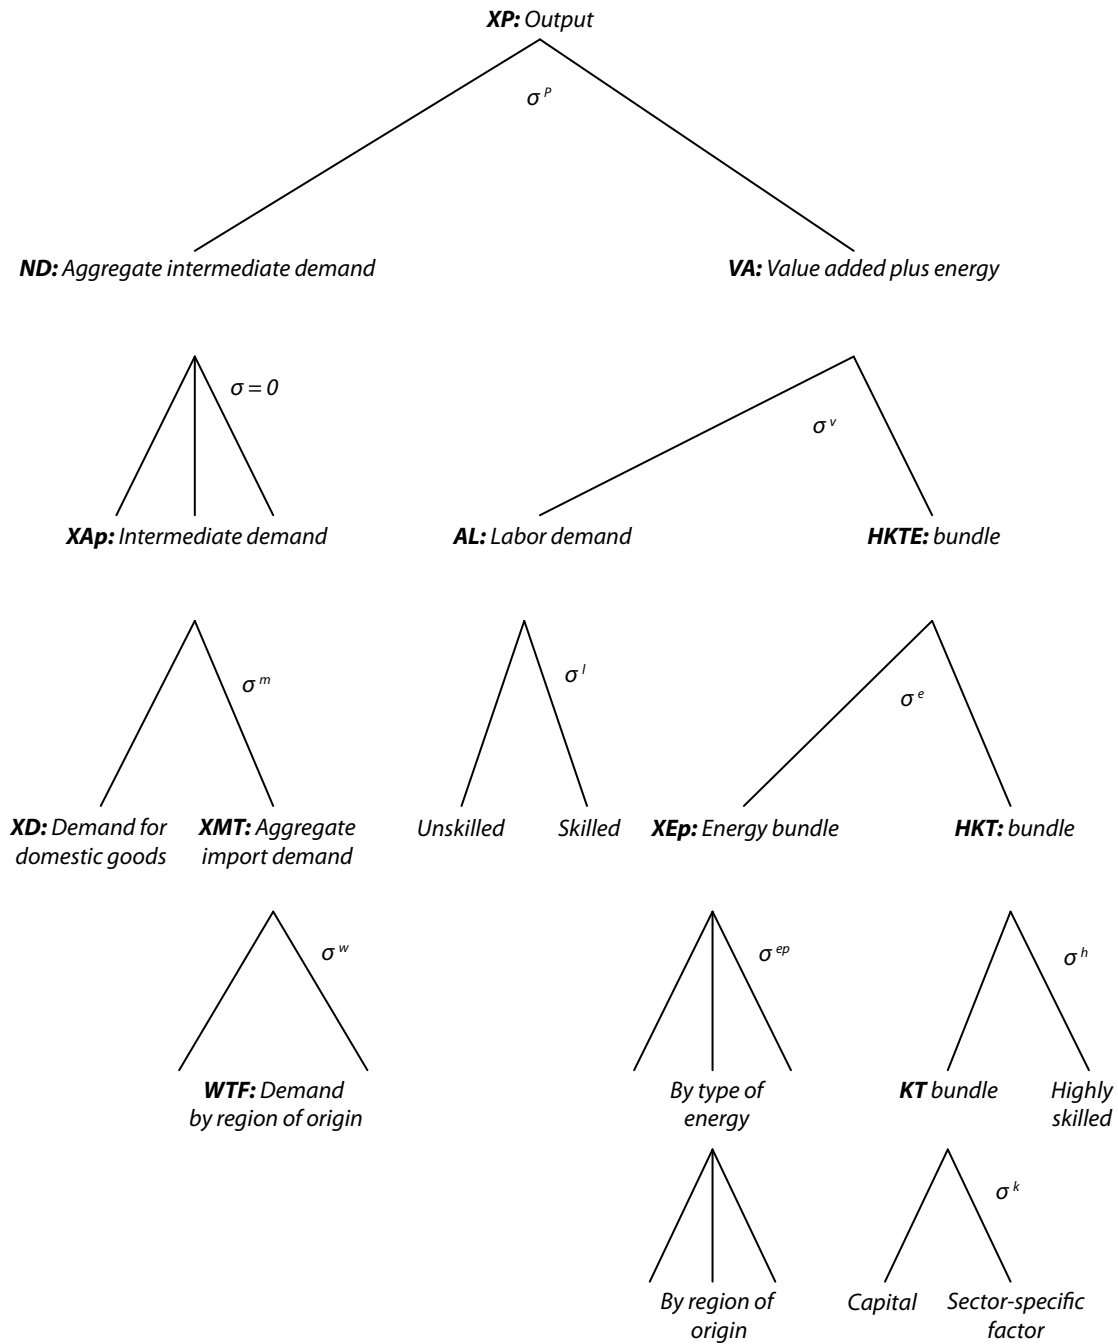 XP: Output
σ P
ND: Aggregate intermediate demand
VA: Value added plus energy
σ = 0
σ v
XAp: Intermediate demand
AL: Labor demand
HKTE: bundle
σ m
σ l
σ e
XD: Demand for
domestic goods
XMT: Aggregate
import demand
Unskilled
Skilled
XEp: Energy bundle
HKT: bundle
σ w
σ ep
σ h
WTF: Demand
by region of origin
By type of
energy
KT bundle
Highly
skilled
σ k
By region of
origin
Capital
Sector-specific
factor